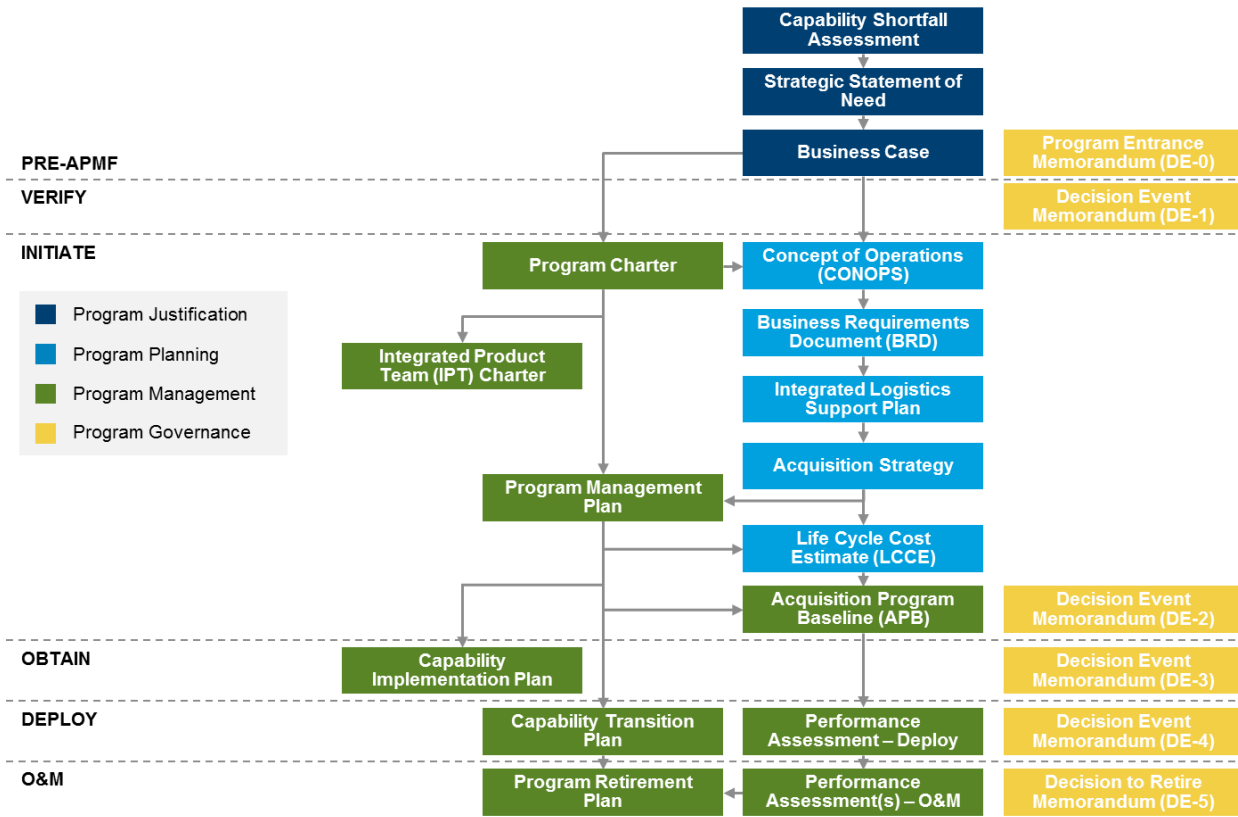 Capability Shortfall
Assessment
Strategic Statement of
Need
Business Case
Program Entrance
Memorandum (DE-0)
PRE-APMF
VERIFY
Decision Event
Memorandum (DE-1)
INITIATE
Program Charter
Concept of Operations
(CONOPS)
Program Justification
Program Planning
Program Management
Program Governance
Integrated Product
Team (IPT) Charter
Business Requirements
Document (BRD)
Integrated Logistics
Support Plan
Acquisition Strategy
Program Management
Plan
Life Cycle Cost
Estimate (LCCE)
Acquisition Program
Baseline (APB)
Decision Event
Memorandum (DE-2)
OBTAIN
Capability
Implementation Plan
Decision Event
Memorandum (DE-3)
DEPLOY
Capability Transition
Plan
Performance
Assessment – Deploy
Decision Event
Memorandum (DE-4)
O&M
Program Retirement
Plan
Performance
Assessment(s) – O&M
Decision to Retire
Memorandum (DE-5)